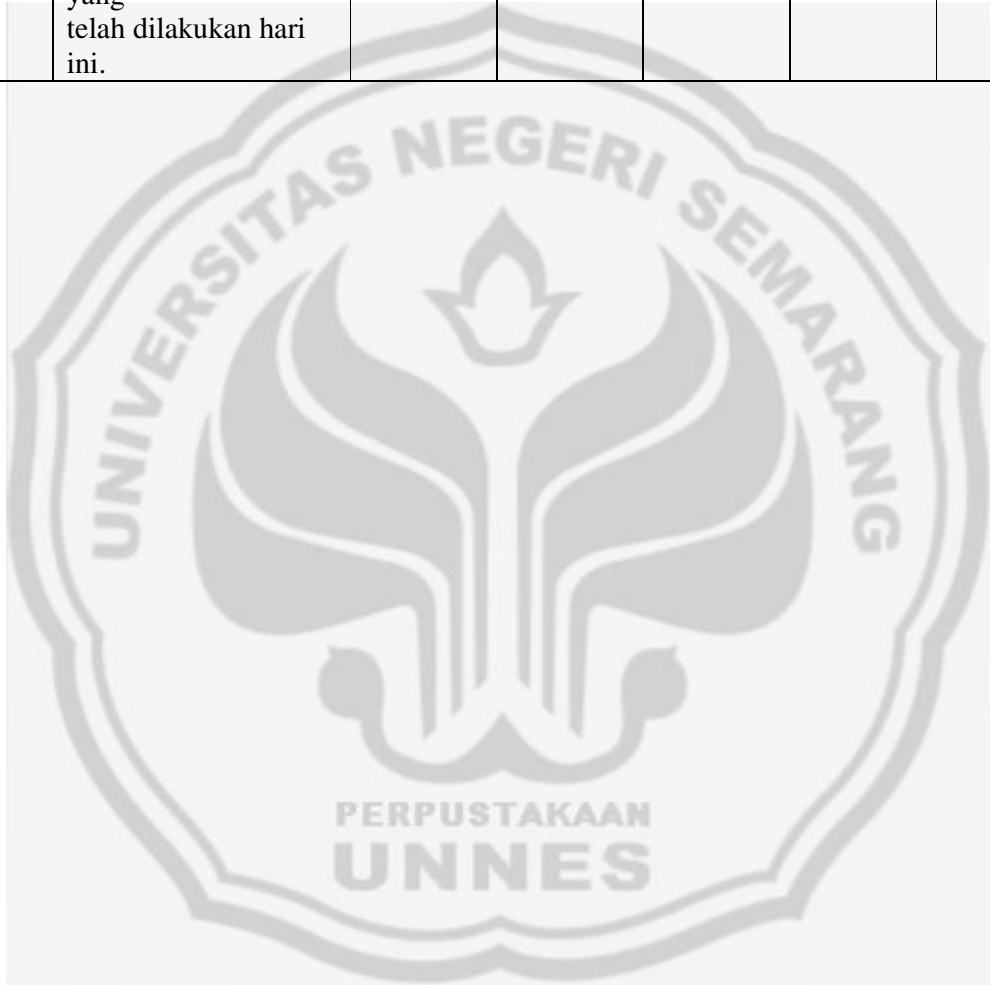 yang
telah dilakukan hari
ini.
UNIVERSITAS NEGERI SEMARANG
PERPUSTAKAAN
UNNES